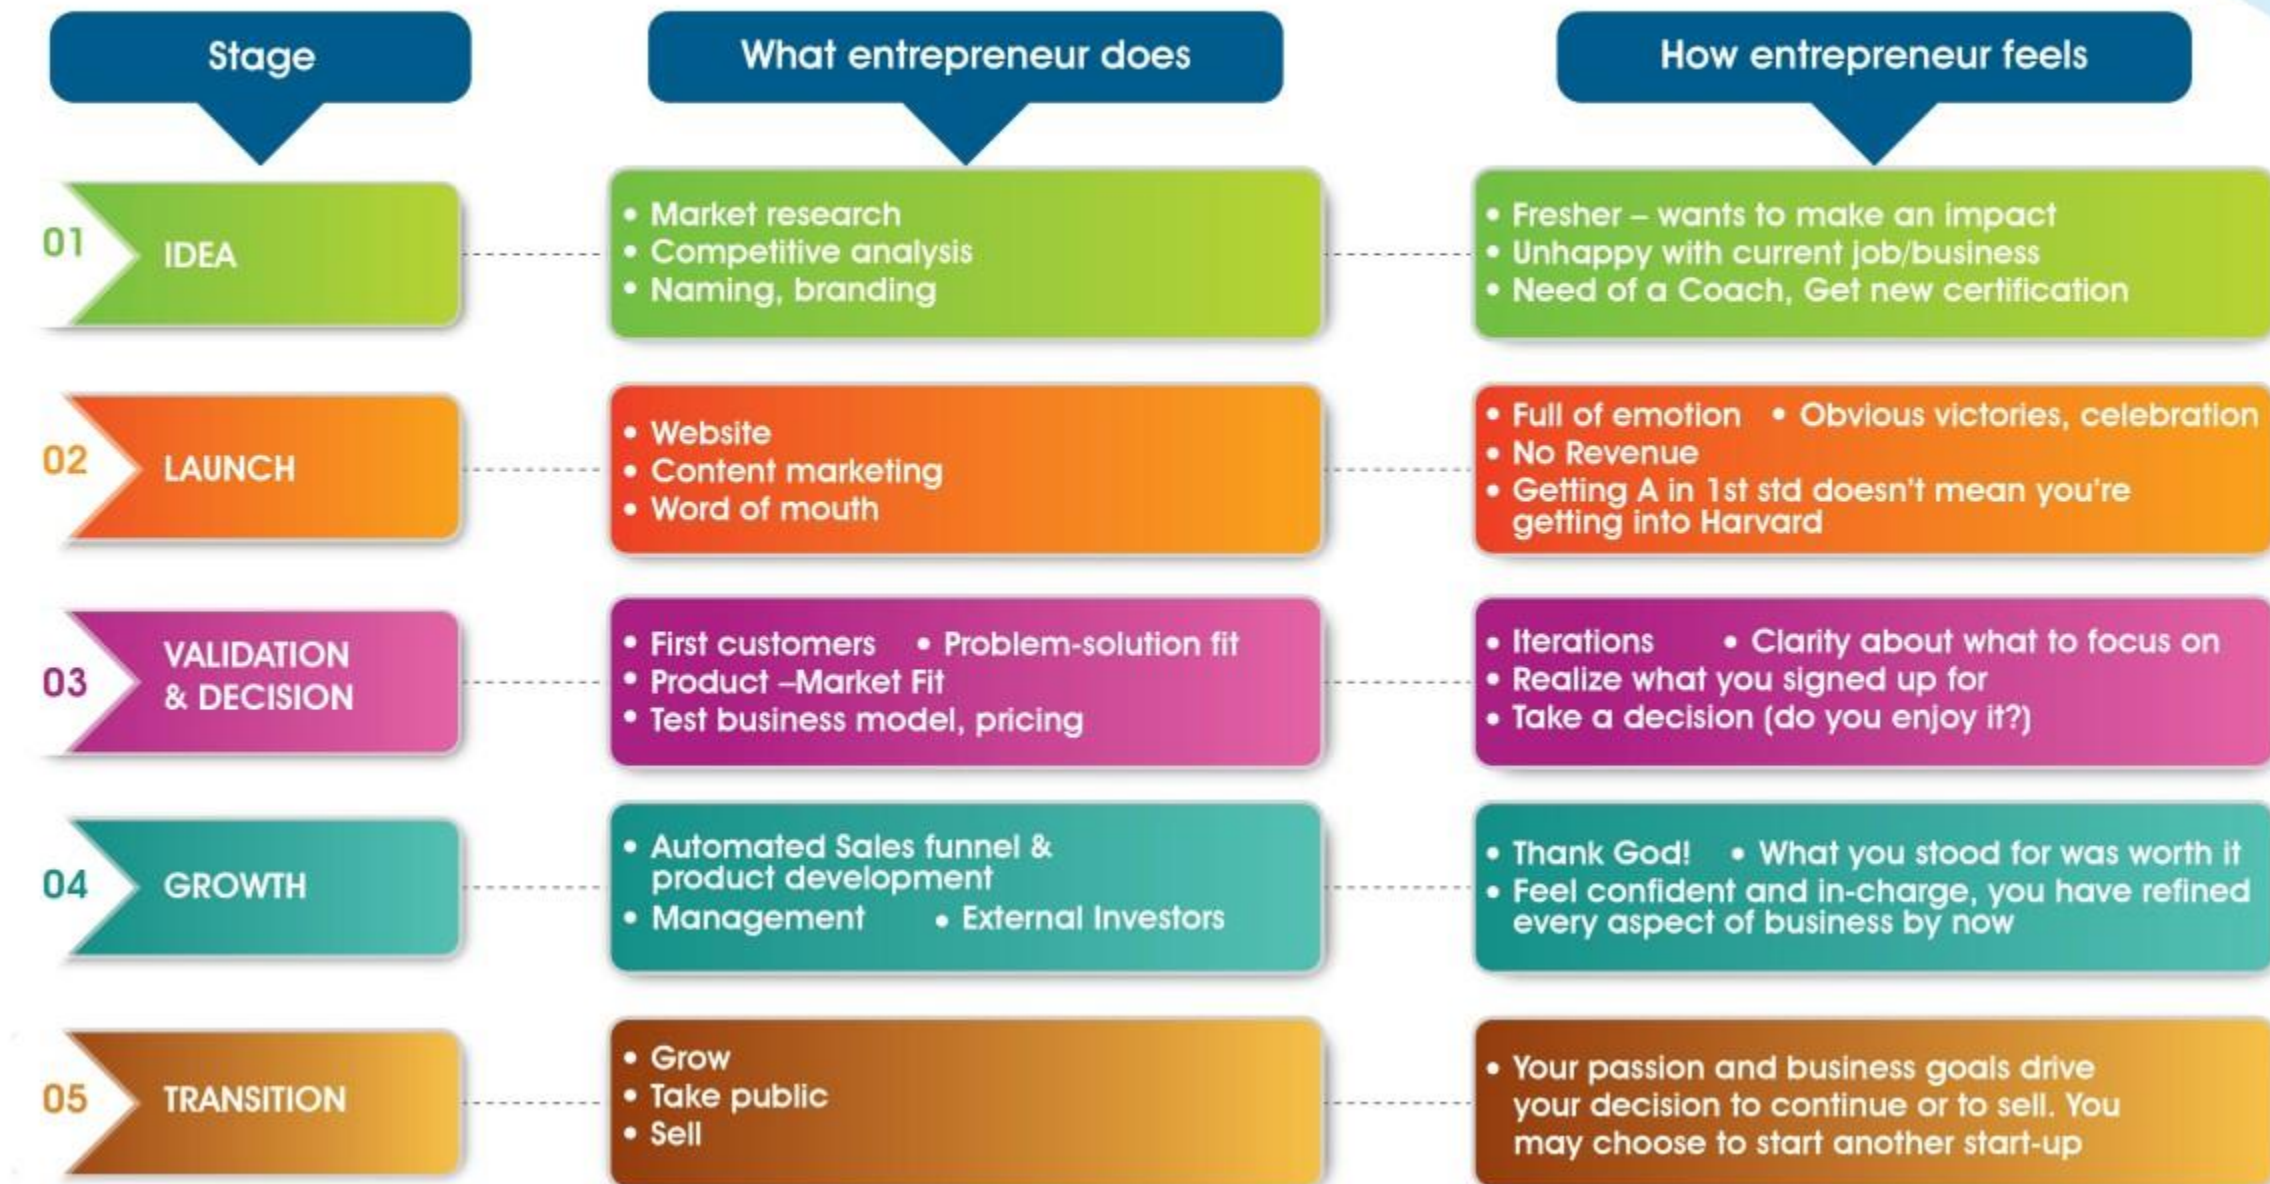 Stage
What entrepreneur does
How entrepreneur feels
01
IDEA
• Market research
• Competitive analysis
• Naming, branding
• Fresher – wants to make an impact
• Unhappy with current job/business
• Need of a Coach, Get new certification
02
LAUNCH
• Website
• Content marketing
• Word of mouth
• Full of emotion • Obvious victories, celebration
• No Revenue
• Getting A in 1st std doesn't mean you're
getting into Harvard
03
VALIDATION
& DECISION
• First customers • Problem-solution fit
• Product –Market Fit
• Test business model, pricing
• Iterations • Clarity about what to focus on
• Realize what you signed up for
• Take a decision (do you enjoy it?)
04
GROWTH
• Automated Sales funnel &
product development
• Management • External Investors
• Thank God! • What you stood for was worth it
• Feel confident and in-charge, you have refined
every aspect of business by now
05
TRANSITION
• Grow
• Take public
• Sell
• Your passion and business goals drive
your decision to continue or to sell. You
may choose to start another start-up